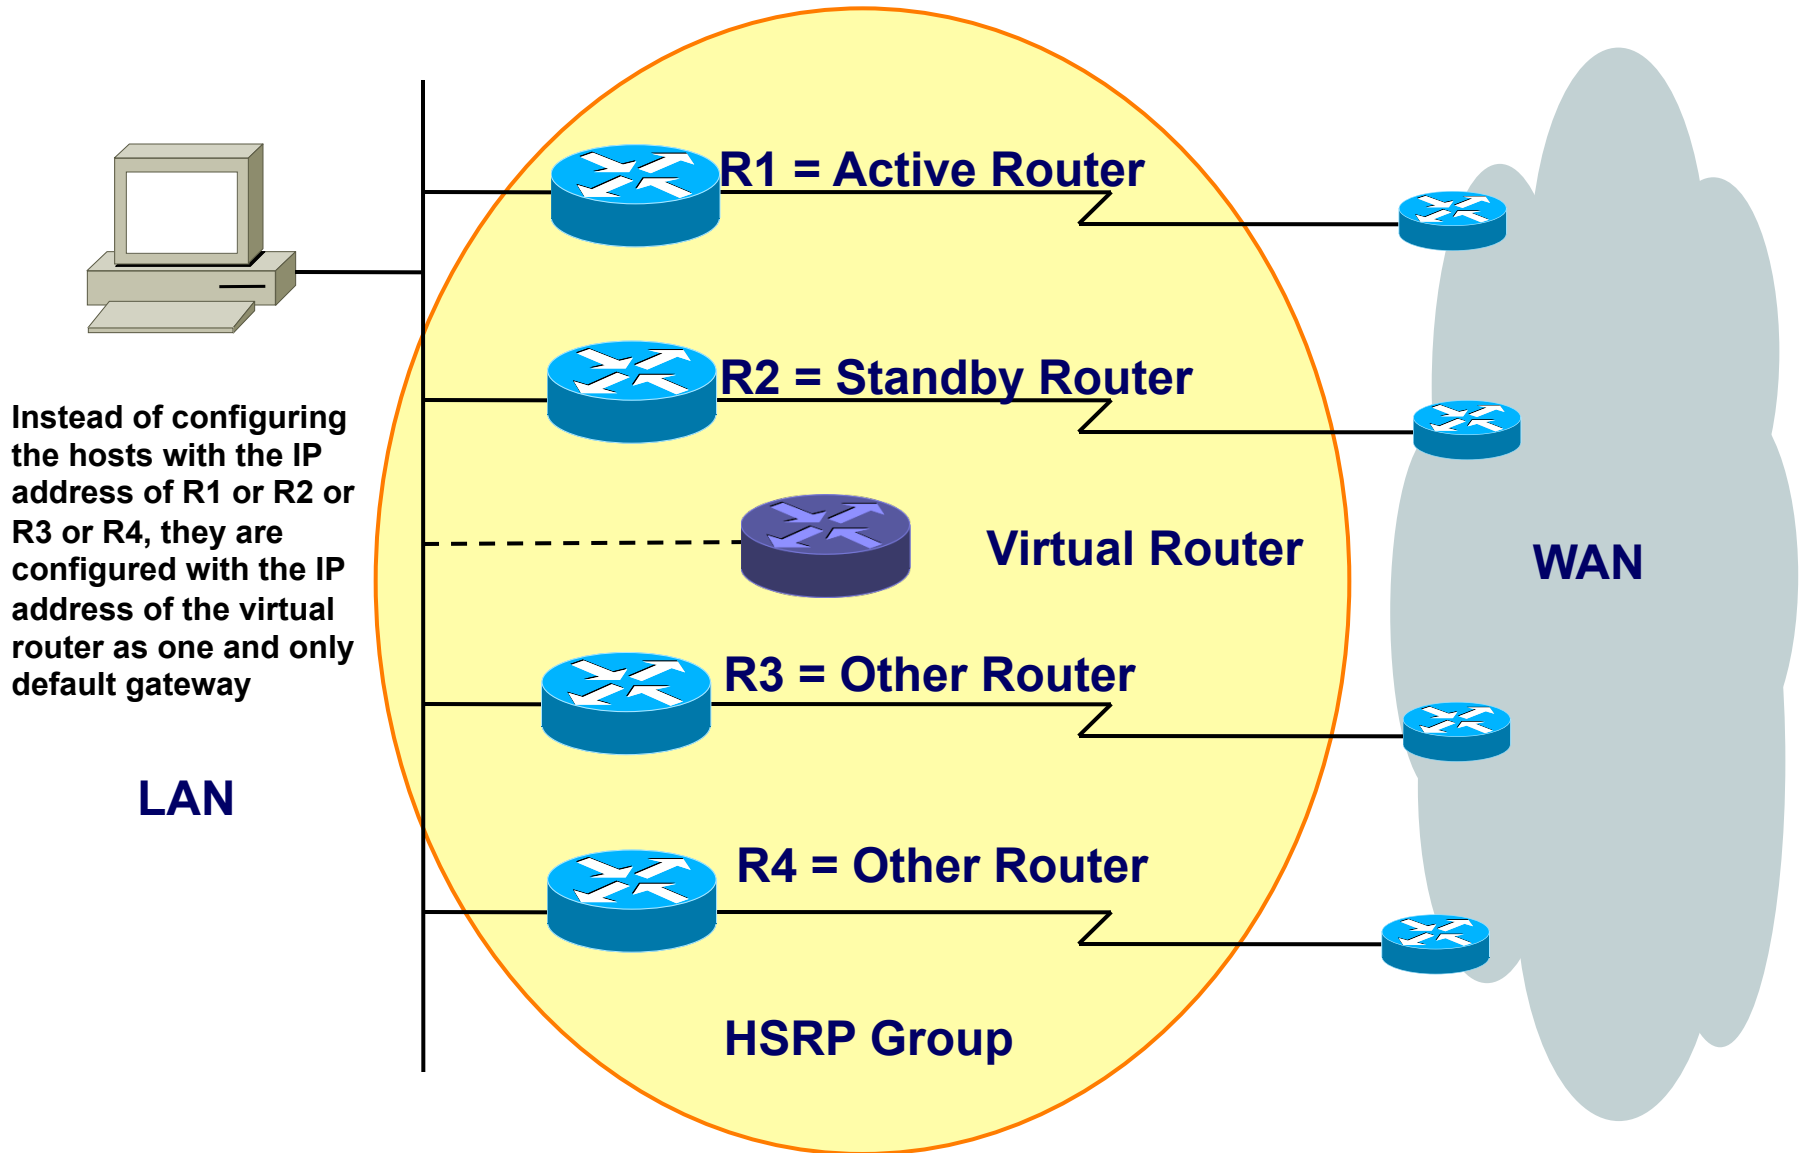 R1 = Active Router
R2 = Standby Router
Instead of configuring
the hosts with the IP
address of R1 or R2 or
R3 or R4, they are
configured with the IP
address of the virtual
router as one and only
default gateway
Virtual Router
WAN
R3 = Other Router
LAN
R4 = Other Router
HSRP Group